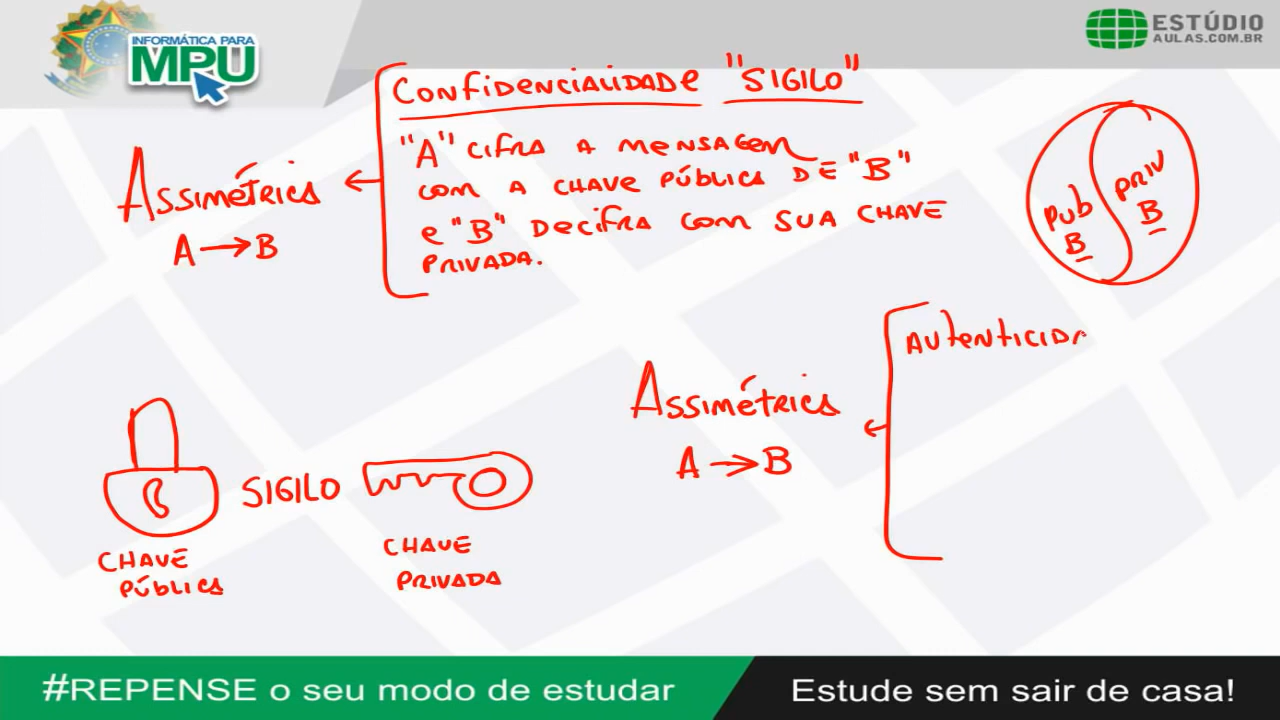 INFORMÁTICA PARA
MPU
ESTÚDIO
AULAS.COM.BR
CONFIDENCIALIDADE "SIGILO"
"A" CIFRA A MENSAGEM
COM A CHAVE PÚBLICA DE "B"
E "B" DECIFRA COM SUA CHAVE
PRIVADA.
ASSIMÉTRICA
A → B
PUB
B
PRIV
B
AUTENTICIDA
ASSIMÉTRICA
A → B
SIGILO
CHAVE
PÚBLICA
CHAVE
PRIVADA
#REPENSE o seu modo de estudar
Estude sem sair de casa!